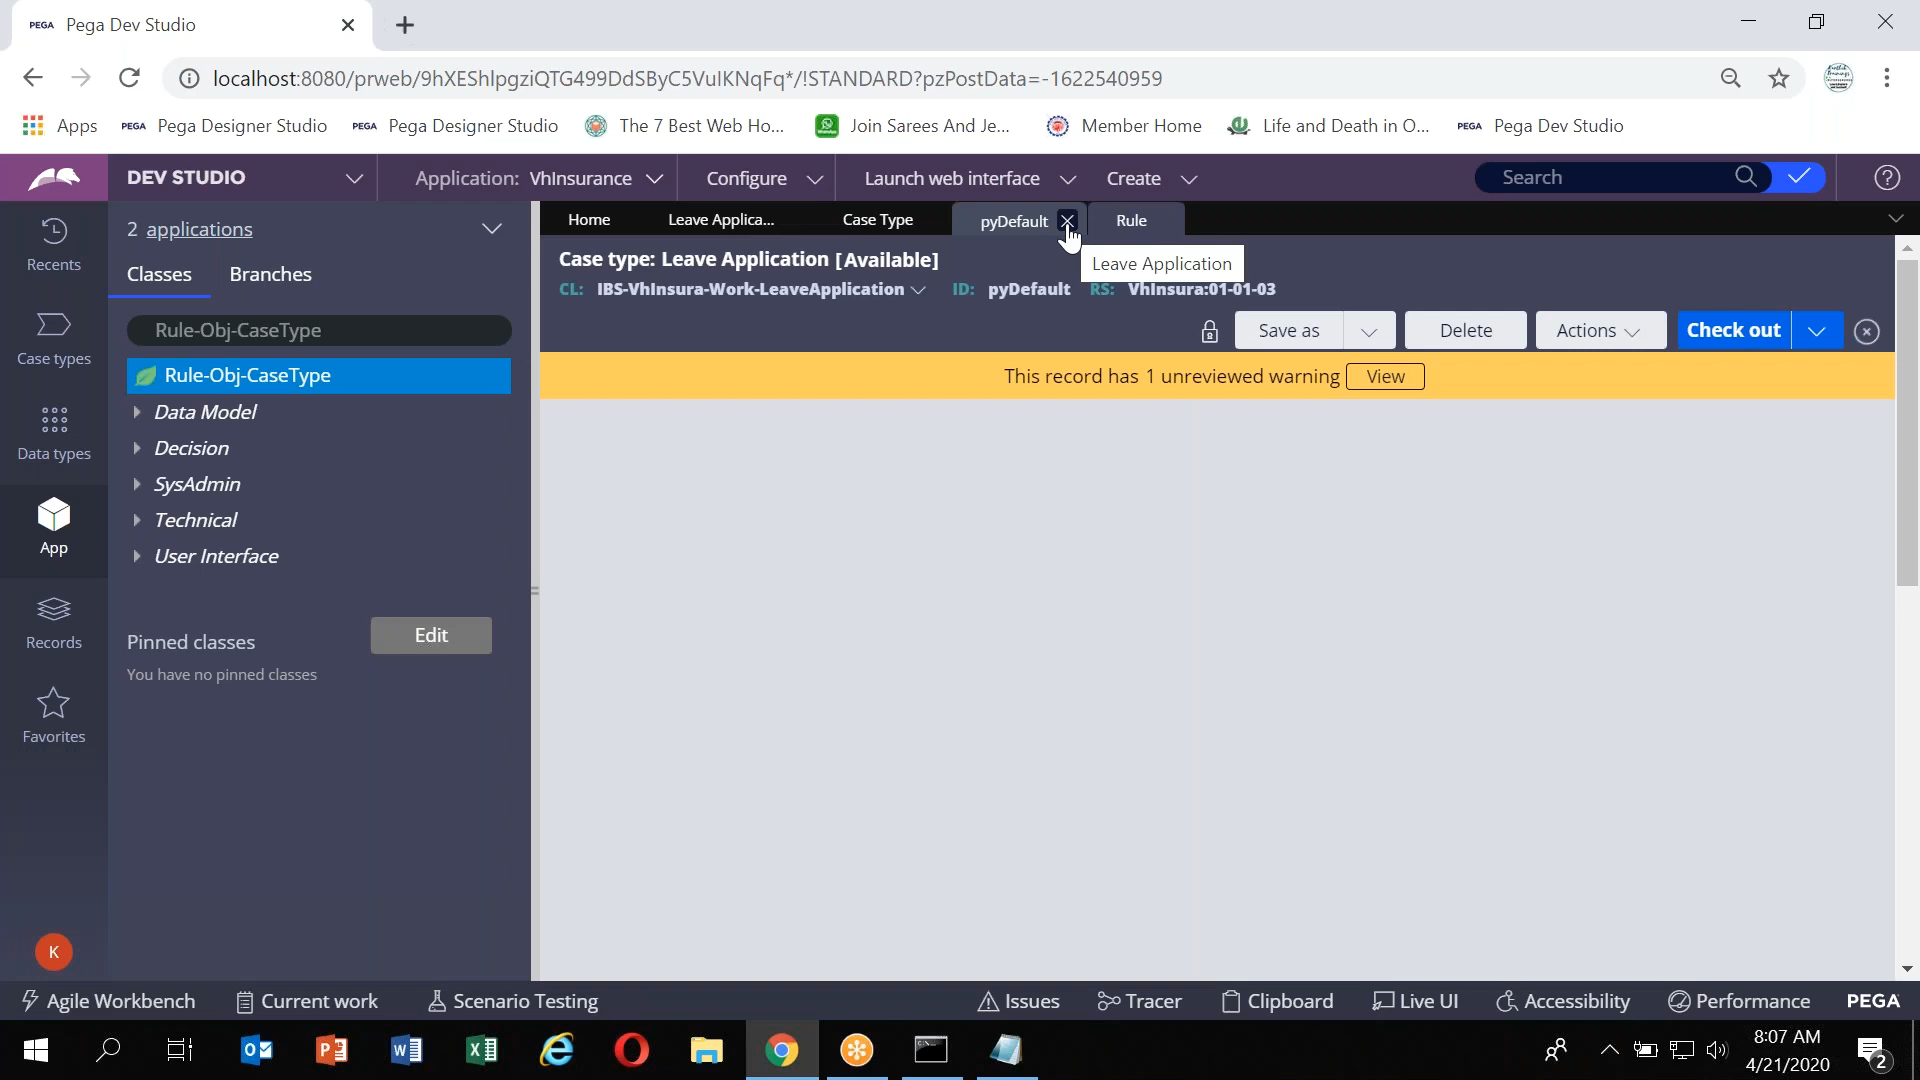 PEGA Pega Dev Studio
localhost:8080/prweb/9hXEShlpgziQTG499DdSByC5VulKNqFq*/!STANDARD?pzPostData=-1622540959
Apps PEGA Pega Designer Studio PEGA Pega Designer Studio The 7 Best Web Ho... Join Sarees And Je... Member Home Life and Death in O... PEGA Pega Dev Studio
DEV STUDIO Application: VhInsurance Configure Launch web interface Create Search
Recents
Case types
Data types
App
Records
Favorites
K
2 applications
Classes Branches
Rule-Obj-CaseType
Rule-Obj-CaseType
Data Model
Decision
SysAdmin
Technical
User Interface
Pinned classes Edit
You have no pinned classes
Home Leave Applica... Case Type pyDefault Rule
Case type: Leave Application [Available]
Leave Application
CL: IBS-VhInsura-Work-LeaveApplication ID: pyDefault RS: VhInsura:01-01-03
Save as Delete Actions Check out
This record has 1 unreviewed warning View
Agile Workbench Current work Scenario Testing Issues Tracer Clipboard Live UI Accessibility Performance PEGA
8:07 AM
4/21/2020
2